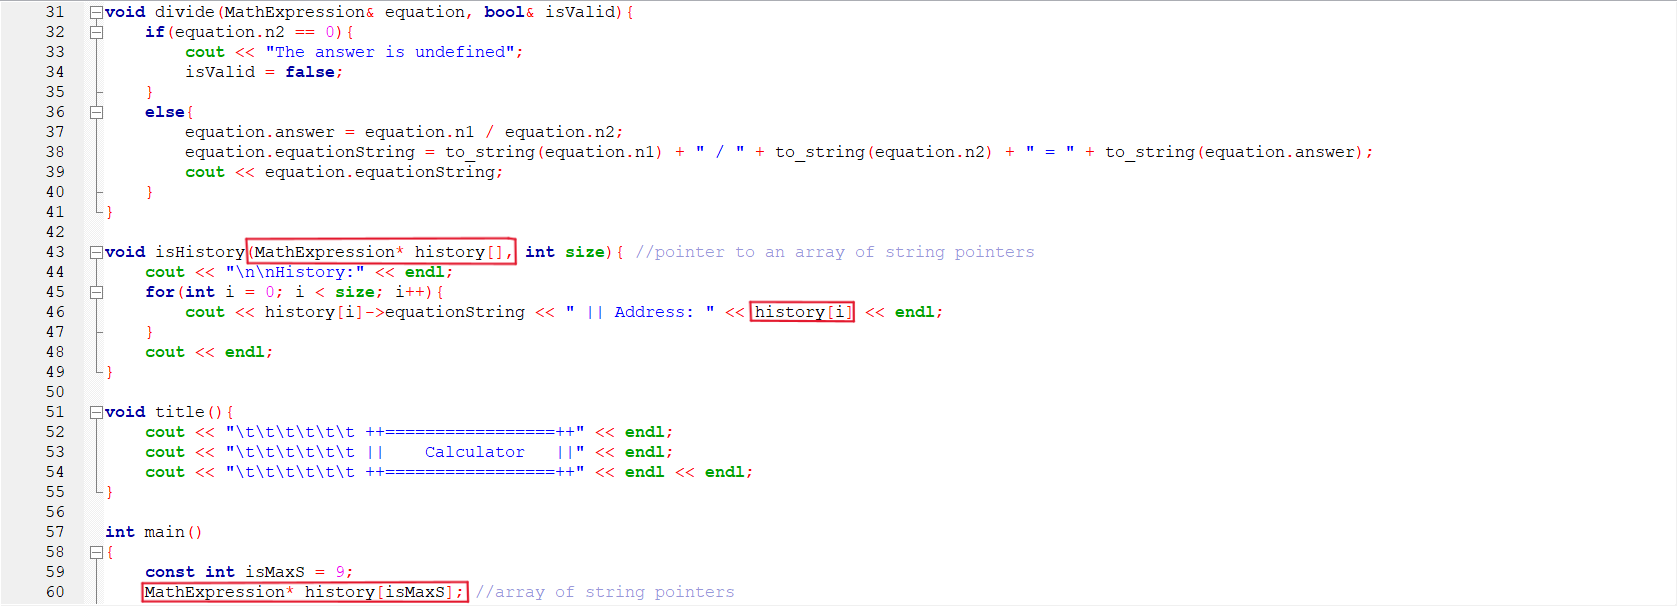 31 void divide(MathExpression& equation, bool& isValid){
32 if(equation.n2 == 0){
33 cout << "The answer is undefined";
34 isValid = false;
35 }
36 else{
37 equation.answer = equation.n1 / equation.n2;
38 equation.equationString = to_string(equation.n1) + " / " + to_string(equation.n2) + " = " + to_string(equation.answer);
39 cout << equation.equationString;
40 }
41 }
42
43 void isHistory(MathExpression* history[], int size){ //pointer to an array of string pointers
44 cout << "\n\nHistory:" << endl;
45 for(int i = 0; i < size; i++){
46 cout << history[i]->equationString << " || Address: " << history[i] << endl;
47 }
48 cout << endl;
49 }
50
51 void title(){
52 cout << "\t\t\t\t\t\t ++=================++" << endl;
53 cout << "\t\t\t\t\t\t ||    Calculator   ||" << endl;
54 cout << "\t\t\t\t\t\t ++=================++" << endl << endl;
55 }
56
57 int main()
58 {
59 const int isMaxS = 9;
60 MathExpression* history[isMaxS]; //array of string pointers